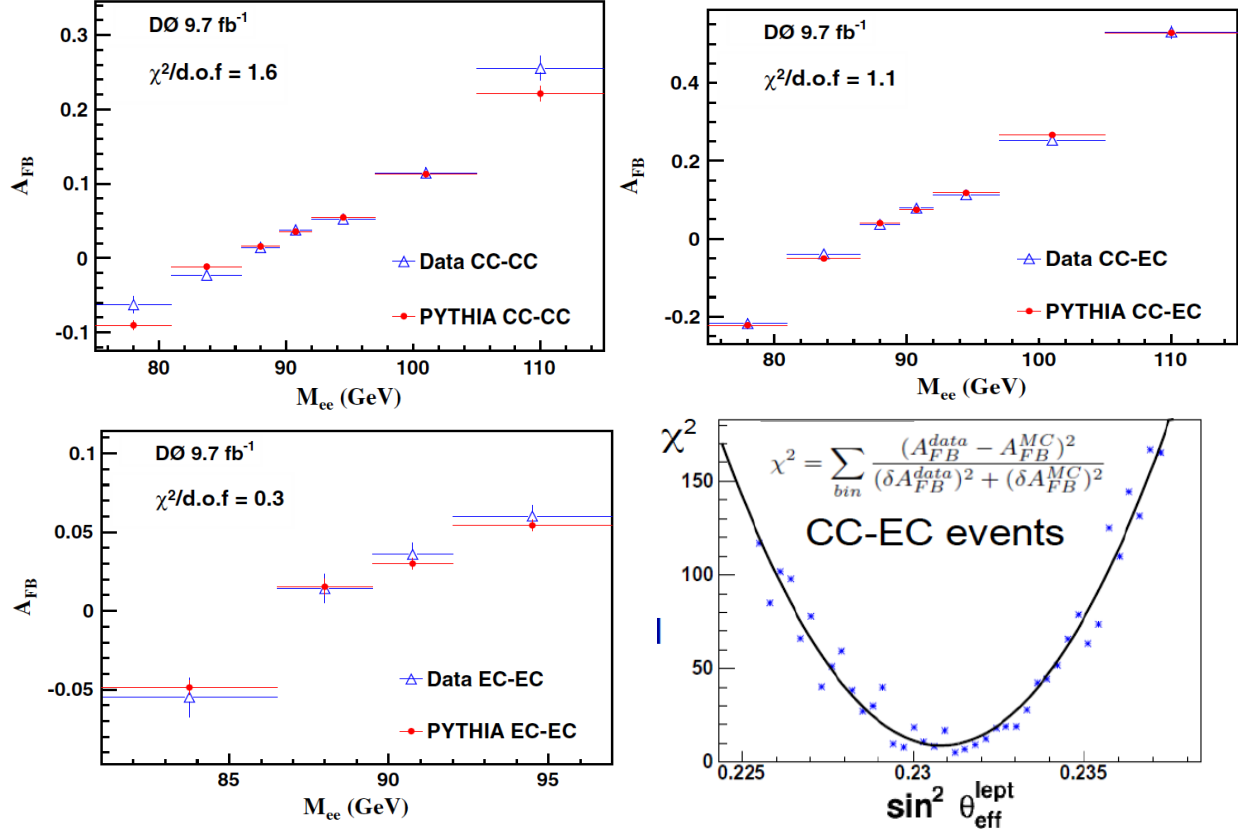 DØ 9.7 fb⁻¹
χ²/d.o.f = 1.6
0.3
0.2
0.1
0
-0.1
A_FB
Data CC-CC
PYTHIA CC-CC
80 90 100 110
M_ee (GeV)
DØ 9.7 fb⁻¹
χ²/d.o.f = 1.1
0.4
0.2
0
-0.2
A_FB
Data CC-EC
PYTHIA CC-EC
80 90 100 110
M_ee (GeV)
DØ 9.7 fb⁻¹
χ²/d.o.f = 0.3
0.1
0.05
0
-0.05
A_FB
Data EC-EC
PYTHIA EC-EC
85 90 95
M_ee (GeV)
χ²
χ² = ∑_bin (A_FB^data − A_FB^MC)² / (δA_FB^data)² + (δA_FB^MC)²
CC-EC events
150
100
50
0
0.225 0.23 0.235
sin² θ_eff^lept